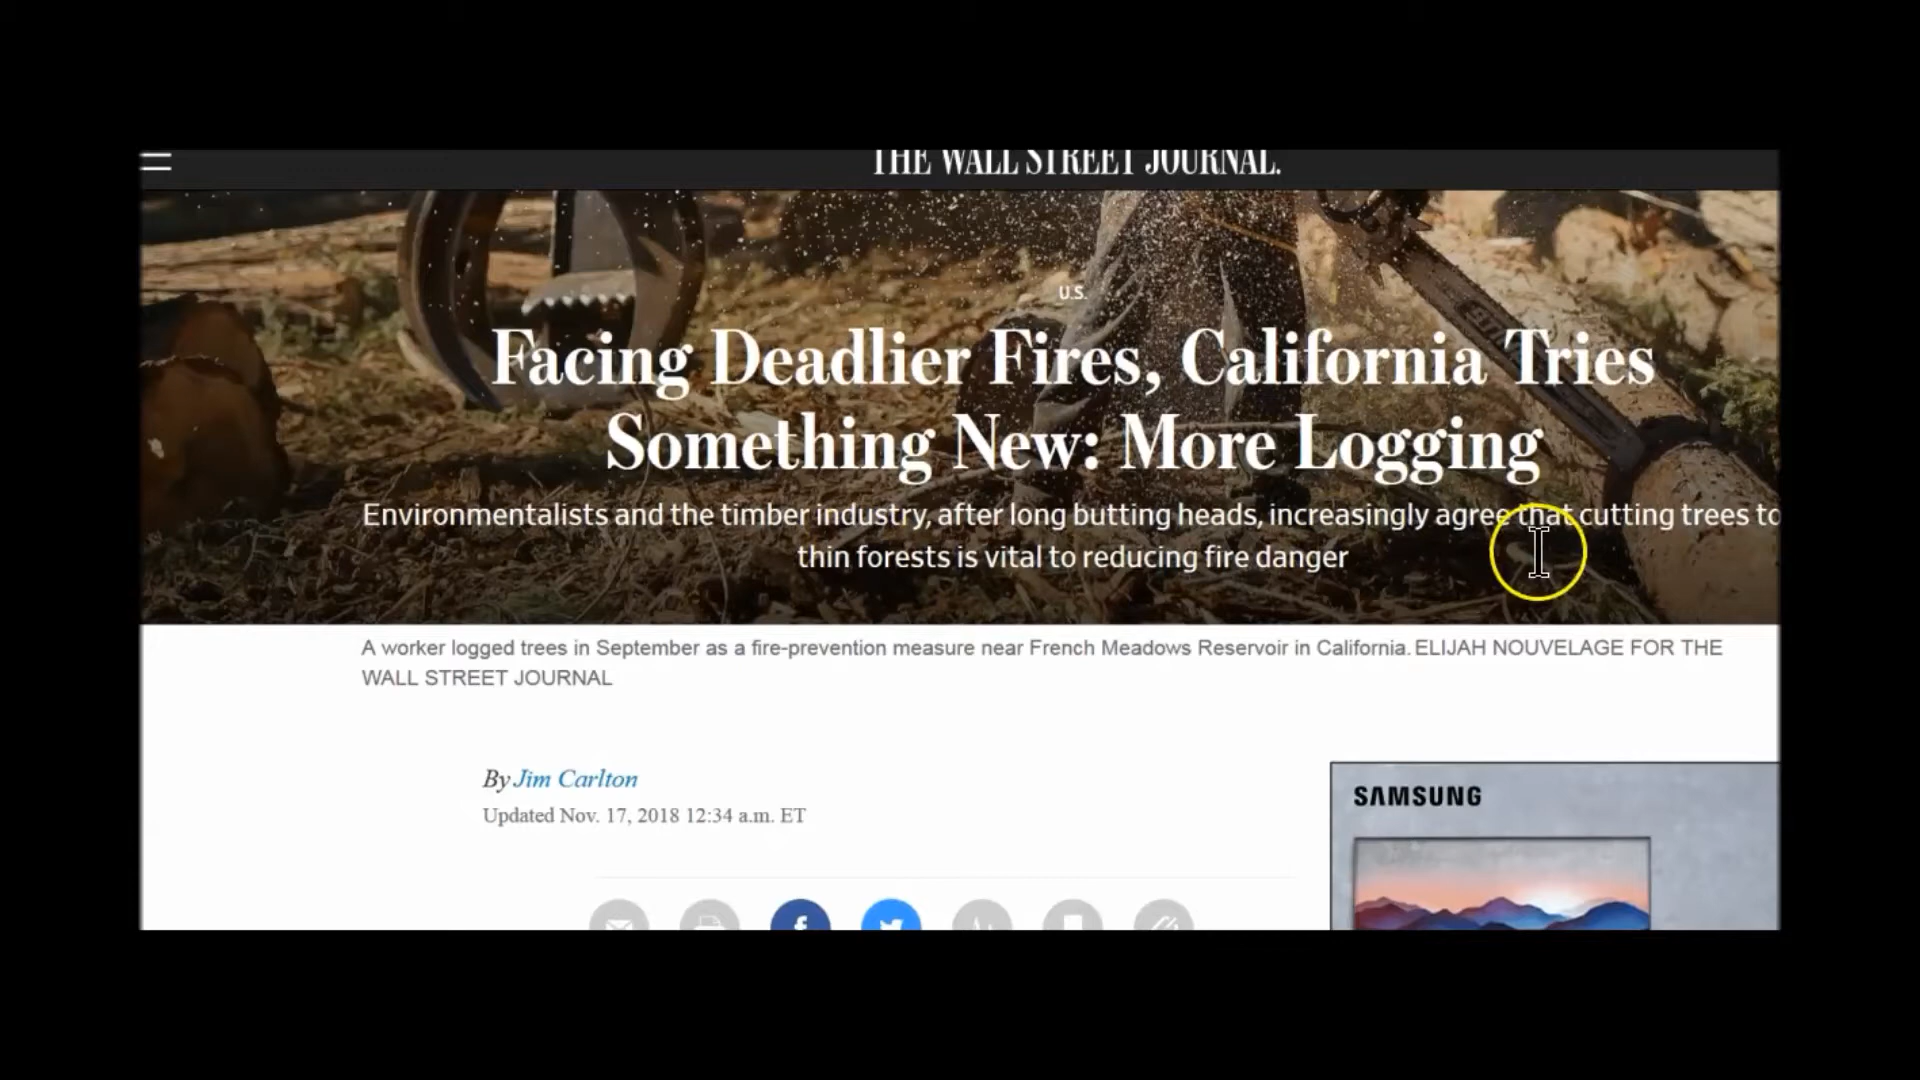 THE WALL STREET JOURNAL.
U.S.
Facing Deadlier Fires, California Tries
Something New: More Logging
Environmentalists and the timber industry, after long butting heads, increasingly agree that cutting trees to
thin forests is vital to reducing fire danger
A worker logged trees in September as a fire-prevention measure near French Meadows Reservoir in California. ELIJAH NOUVELAGE FOR THE
WALL STREET JOURNAL
By Jim Carlton
Updated Nov. 17, 2018 12:34 a.m. ET
SAMSUNG